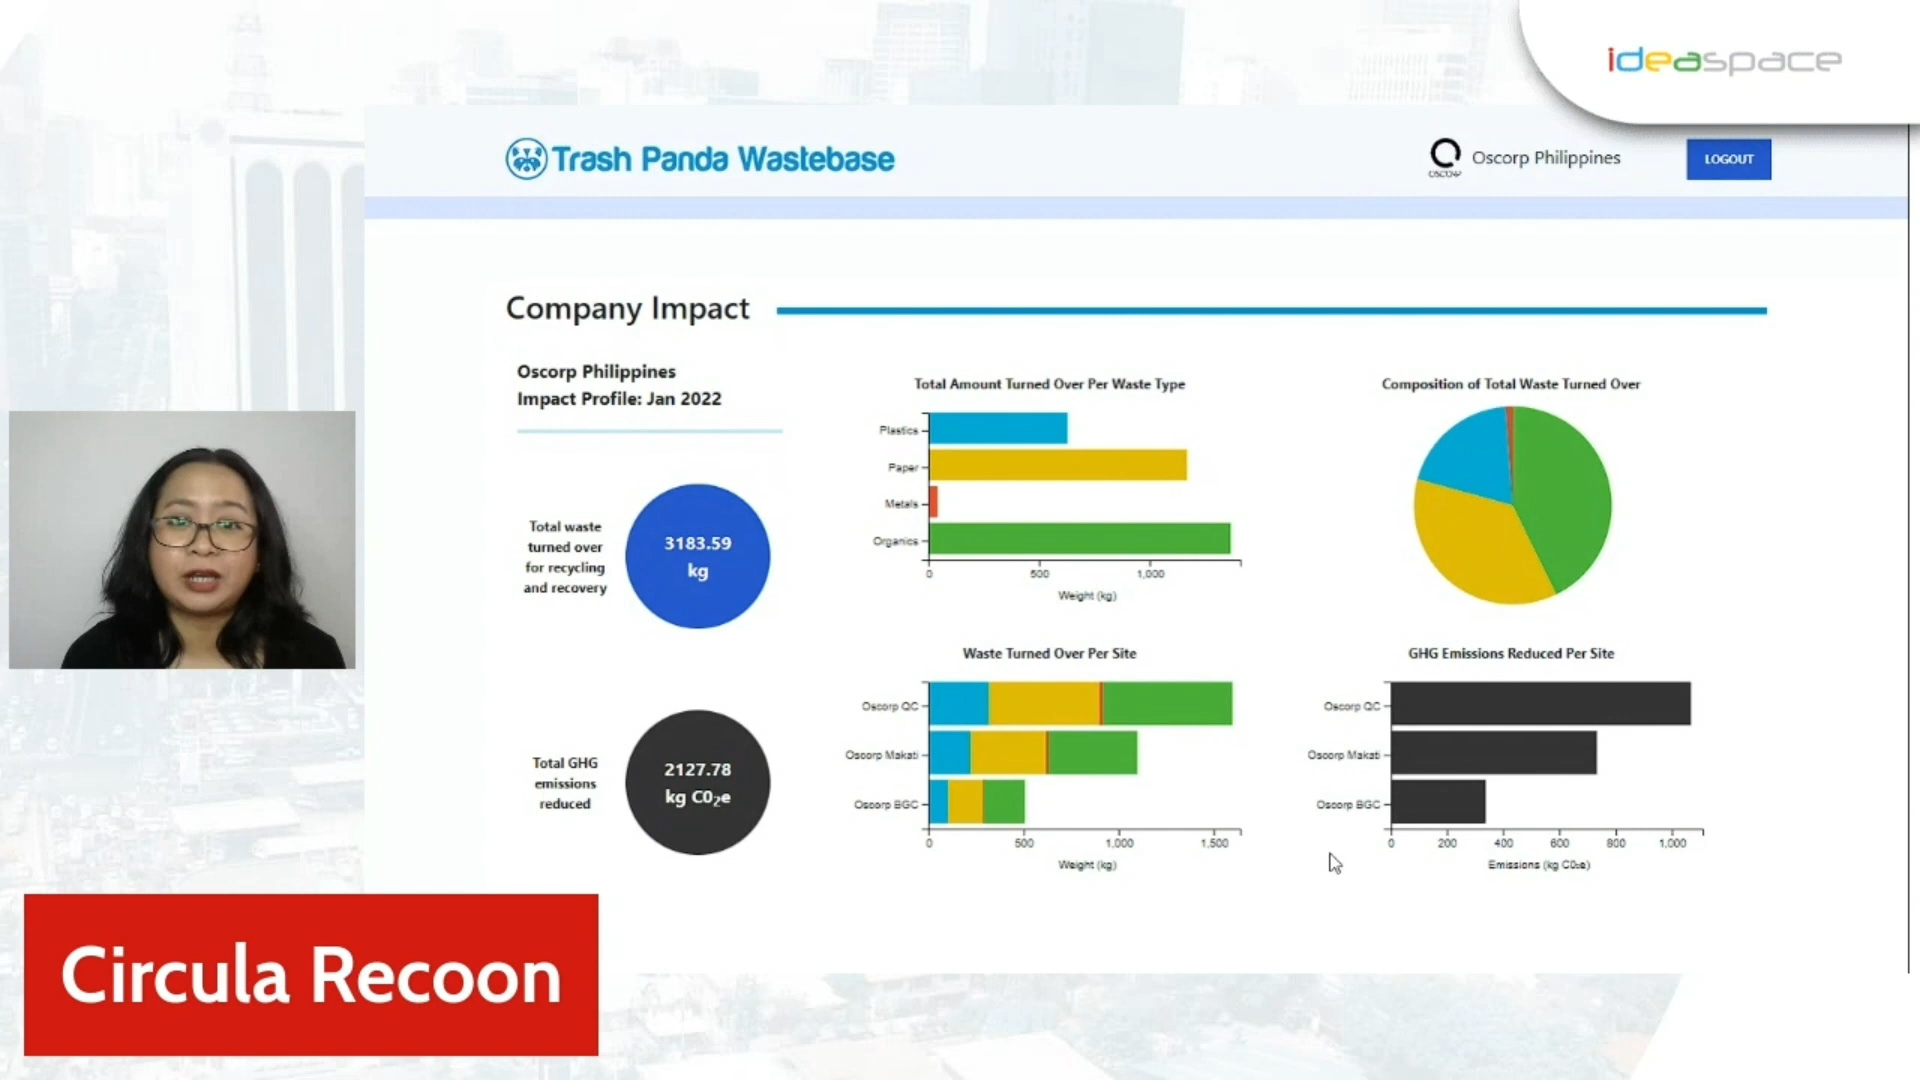 ideaspace
Trash Panda Wastebase
OSCORP
Oscorp Philippines
LOGOUT
Company Impact
Oscorp Philippines
Impact Profile: Jan 2022
Total waste
turned over
for recycling
and recovery
3183.59
kg
Total GHG
emissions
reduced
2127.78
kg C0₂e
Total Amount Turned Over Per Waste Type
Plastics
Paper
Metals
Organics
0 500 1,000
Weight (kg)
Composition of Total Waste Turned Over
Waste Turned Over Per Site
Oscorp QC
Oscorp Makati
Oscorp BGC
0 500 1,000 1,500
Weight (kg)
GHG Emissions Reduced Per Site
Oscorp QC
Oscorp Makati
Oscorp BGC
0 200 400 600 800 1,000
Emissions (kg C0₂e)
Circula Recoon